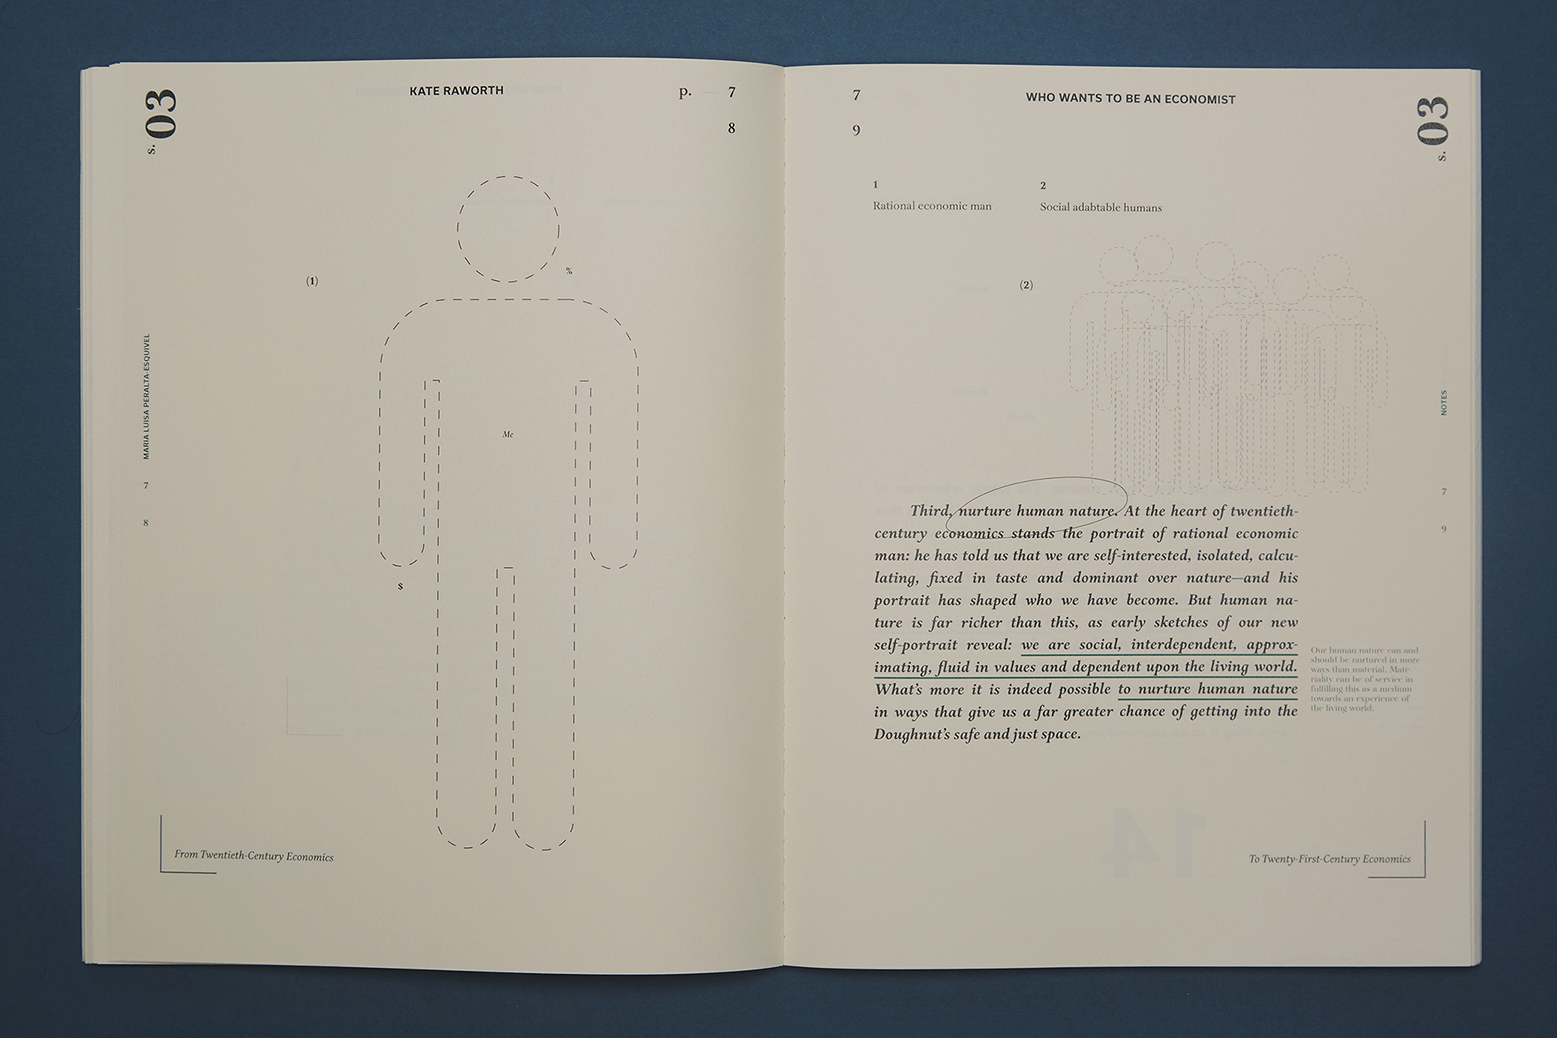 s. 03
KATE RAWORTH
p. 7
8
(1)
%
Me
$
MARIA LUISA PERALTA-ESQUIVEL
7
8
From Twentieth-Century Economics
7
9
WHO WANTS TO BE AN ECONOMIST
s. 03
1
Rational economic man
2
Social adabtable humans
(2)
Third, nurture human nature. At the heart of twentieth-
century economics stands the portrait of rational economic
man: he has told us that we are self-interested, isolated, calcu-
lating, fixed in taste and dominant over nature—and his
portrait has shaped who we have become. But human na-
ture is far richer than this, as early sketches of our new
self-portrait reveal: we are social, interdependent, approx-
imating, fluid in values and dependent upon the living world.
What's more it is indeed possible to nurture human nature
in ways that give us a far greater chance of getting into the
Doughnut's safe and just space.
NOTES
7
9
Our human nature can and
should be nurtured in more
ways than material. Mate
riality can be of service in
fulfilling this as a medium
towards an experience of
the living world.
14
To Twenty-First-Century Economics